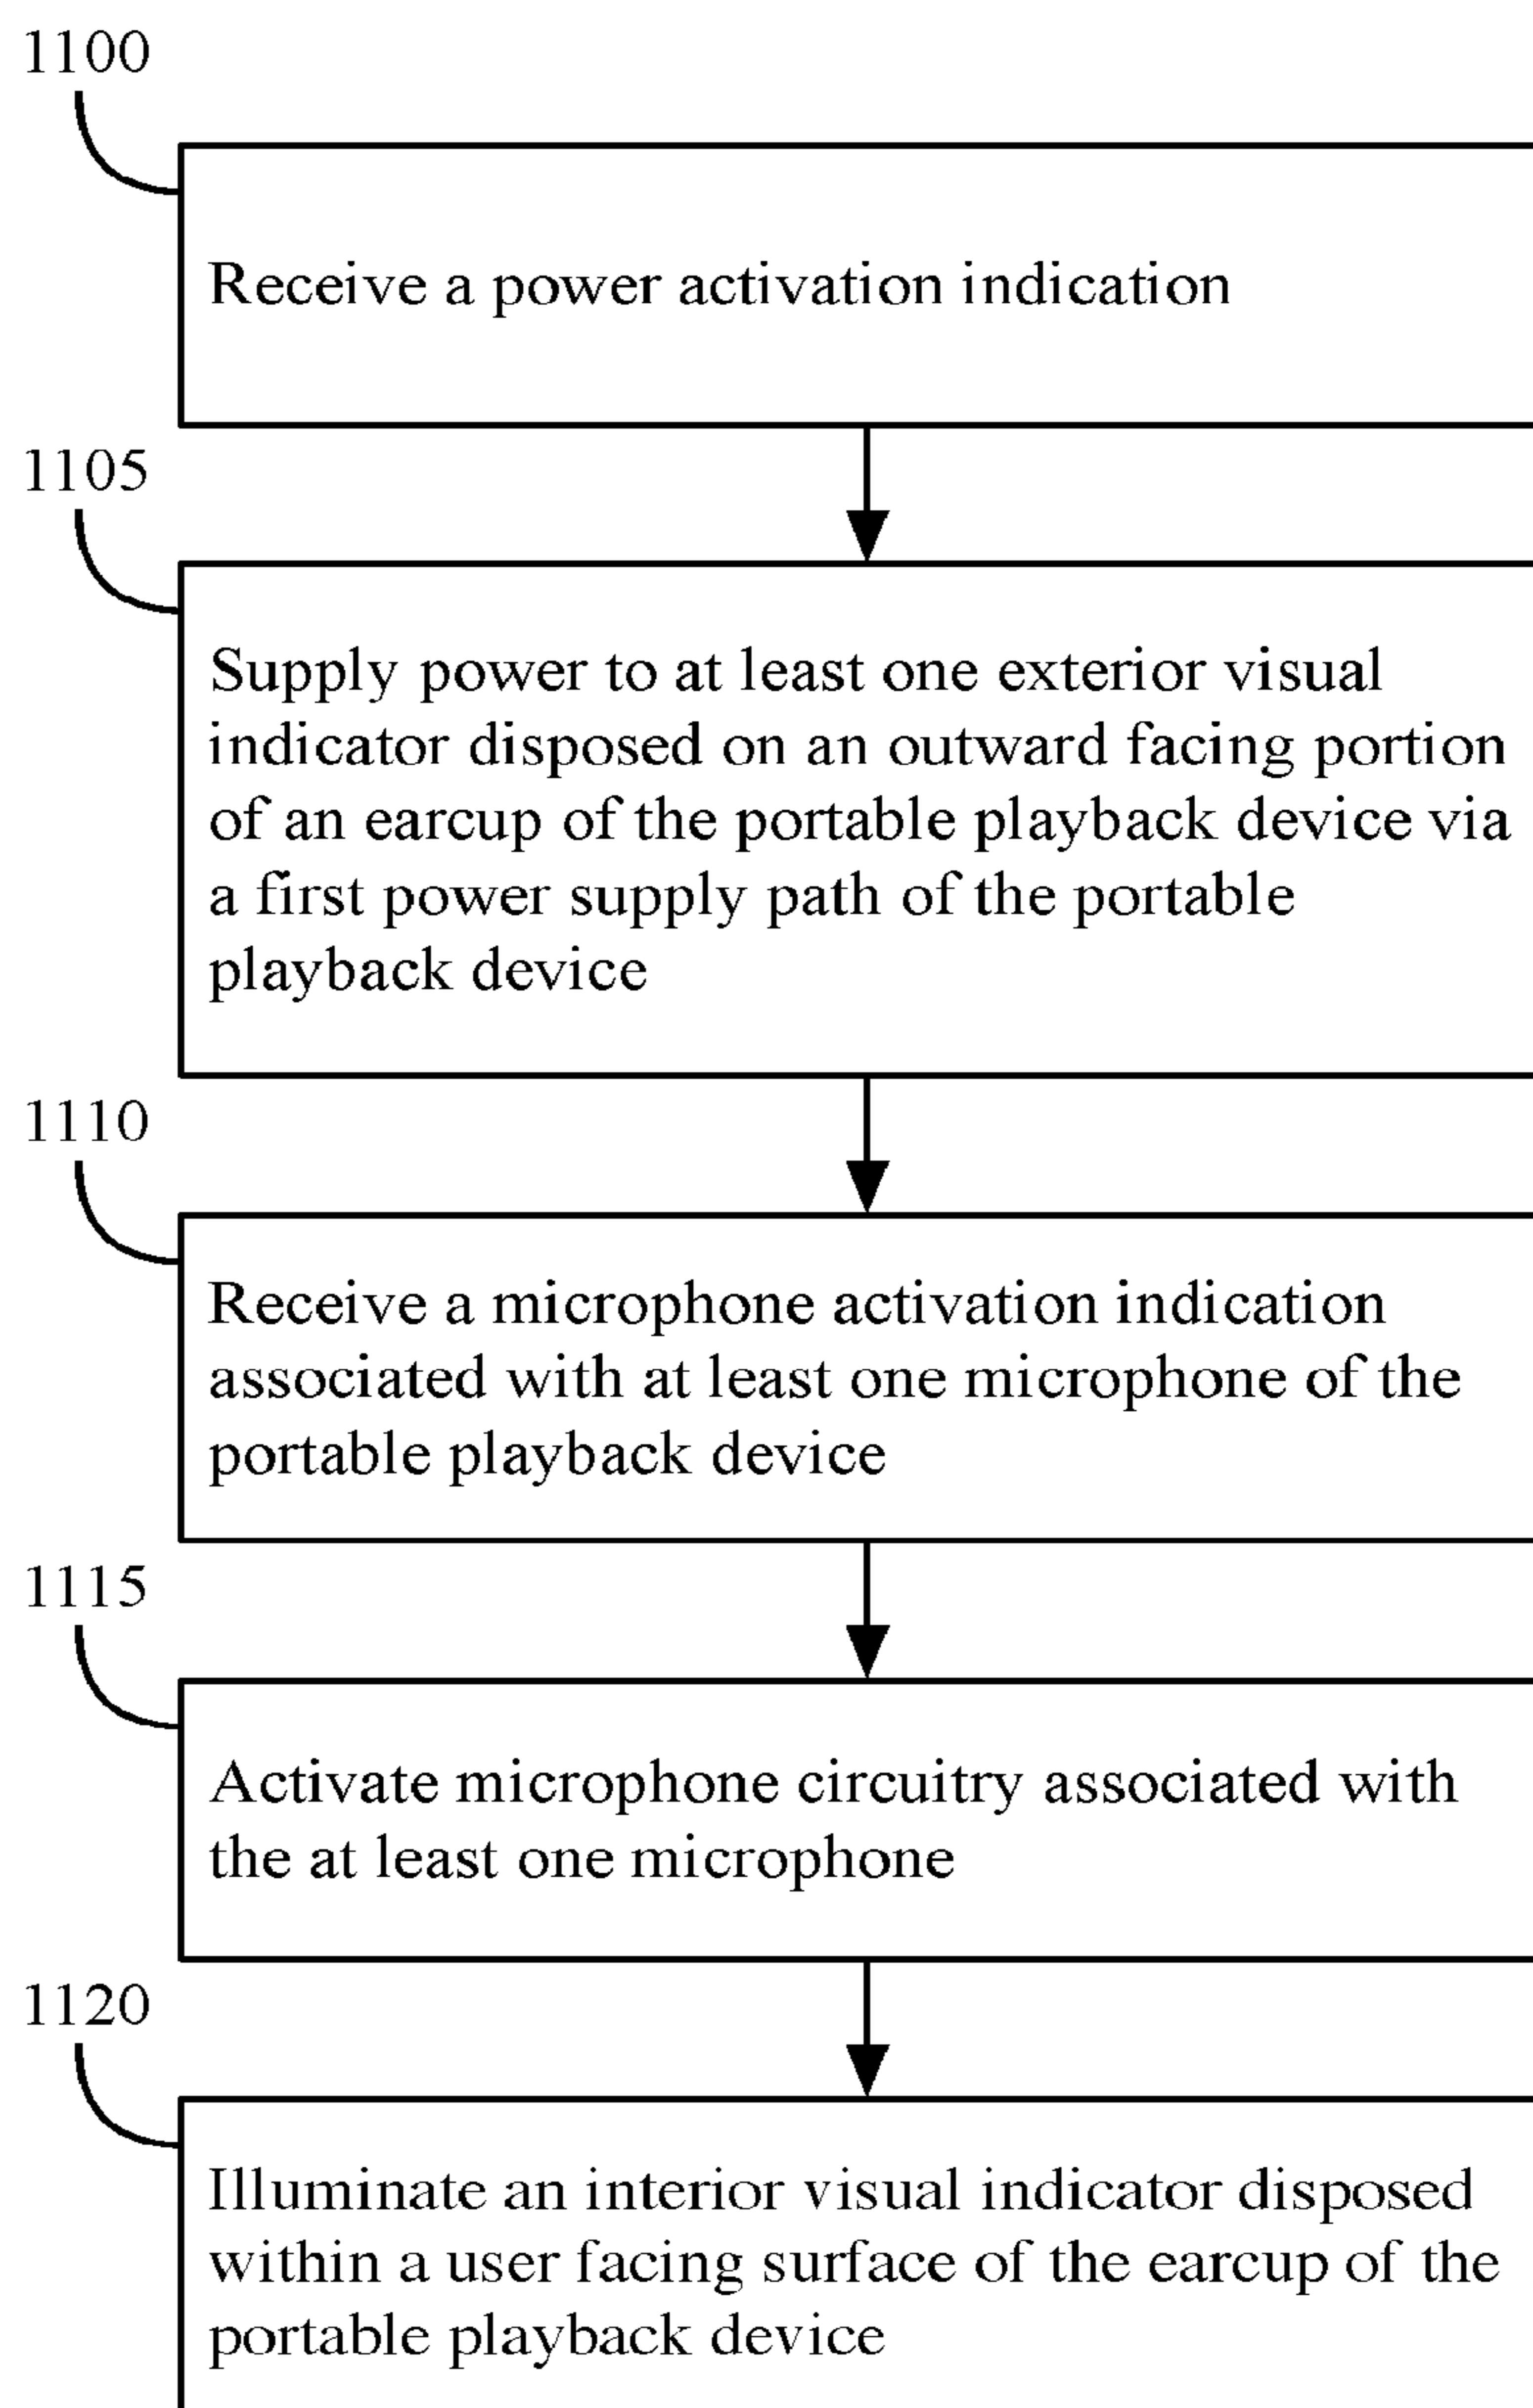 1100
Receive a power activation indication
1105
Supply power to at least one exterior visual
indicator disposed on an outward facing portion
of an earcup of the portable playback device via
a first power supply path of the portable
playback device
1110
Receive a microphone activation indication
associated with at least one microphone of the
portable playback device
1115
Activate microphone circuitry associated with
the at least one microphone
1120
Illuminate an interior visual indicator disposed
within a user facing surface of the earcup of the
portable playback device